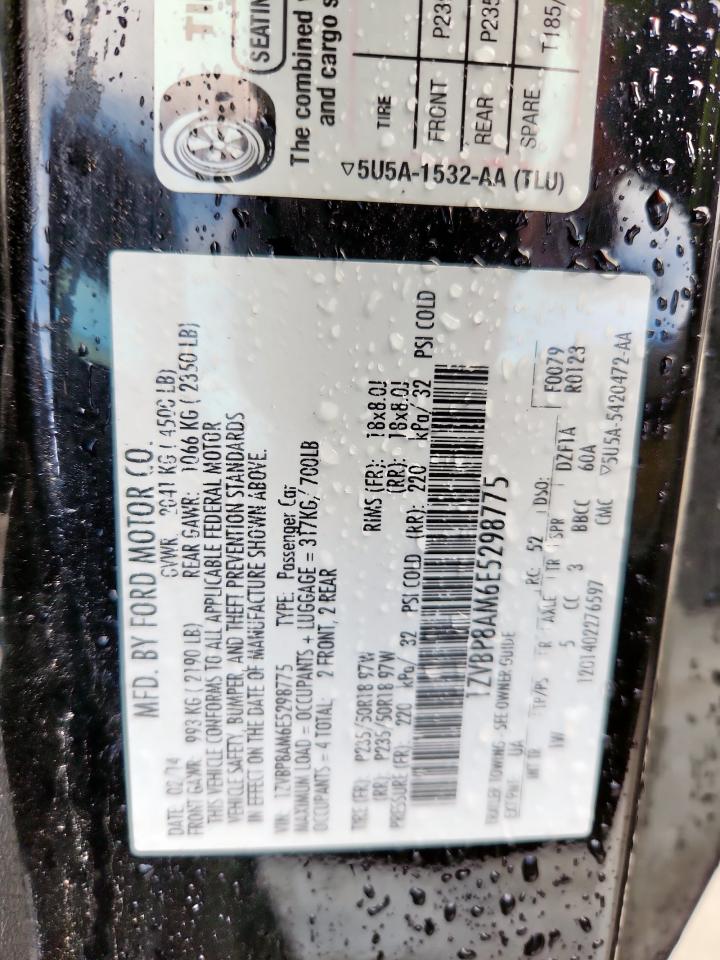 MFD. BY FORD MOTOR CO.
DATE: 02/14 GVWR: 2041 KG ( 4500 LB)
FRONT GAWR: 993 KG ( 2190 LB) REAR GAWR: 1066 KG ( 2350 LB)
THIS VEHICLE CONFORMS TO ALL APPLICABLE FEDERAL MOTOR
VEHICLE SAFETY, BUMPER, AND THEFT PREVENTION STANDARDS
IN EFFECT ON THE DATE OF MANUFACTURE SHOWN ABOVE.
VIN: 1ZVBP8AM6E5298775 TYPE: Passenger Car
MAXIMUM LOAD = OCCUPANTS + LUGGAGE = 317KG/700LB
OCCUPANTS = 4 TOTAL: 2 FRONT, 2 REAR
TIRE (FR): P235/50R18 97W RIMS (FR): 18x8.0J
(RR): P235/50R18 97W (RR): 18x8.0J
PRESSURE (FR): 220 kPa/ 32 PSI COLD (RR): 220 kPa/ 32 PSI COLD
1ZVBP8AM6E5298775
TRAILER TOWING - SEE OWNER GUIDE
EXT PNT: UA RC: 52 DSO: F0079
INT TR TP/PS R AXLE TR SPR D2F1A R0123
1W 5 CC 3 BBCC 60A
1201402276597 CMC ▽5U5A-5420472-AA
TI
SEATIN
The combined
and cargo s
TIRE
FRONT P23
REAR P235
SPARE T185/
▽5U5A-1532-AA (TLU)